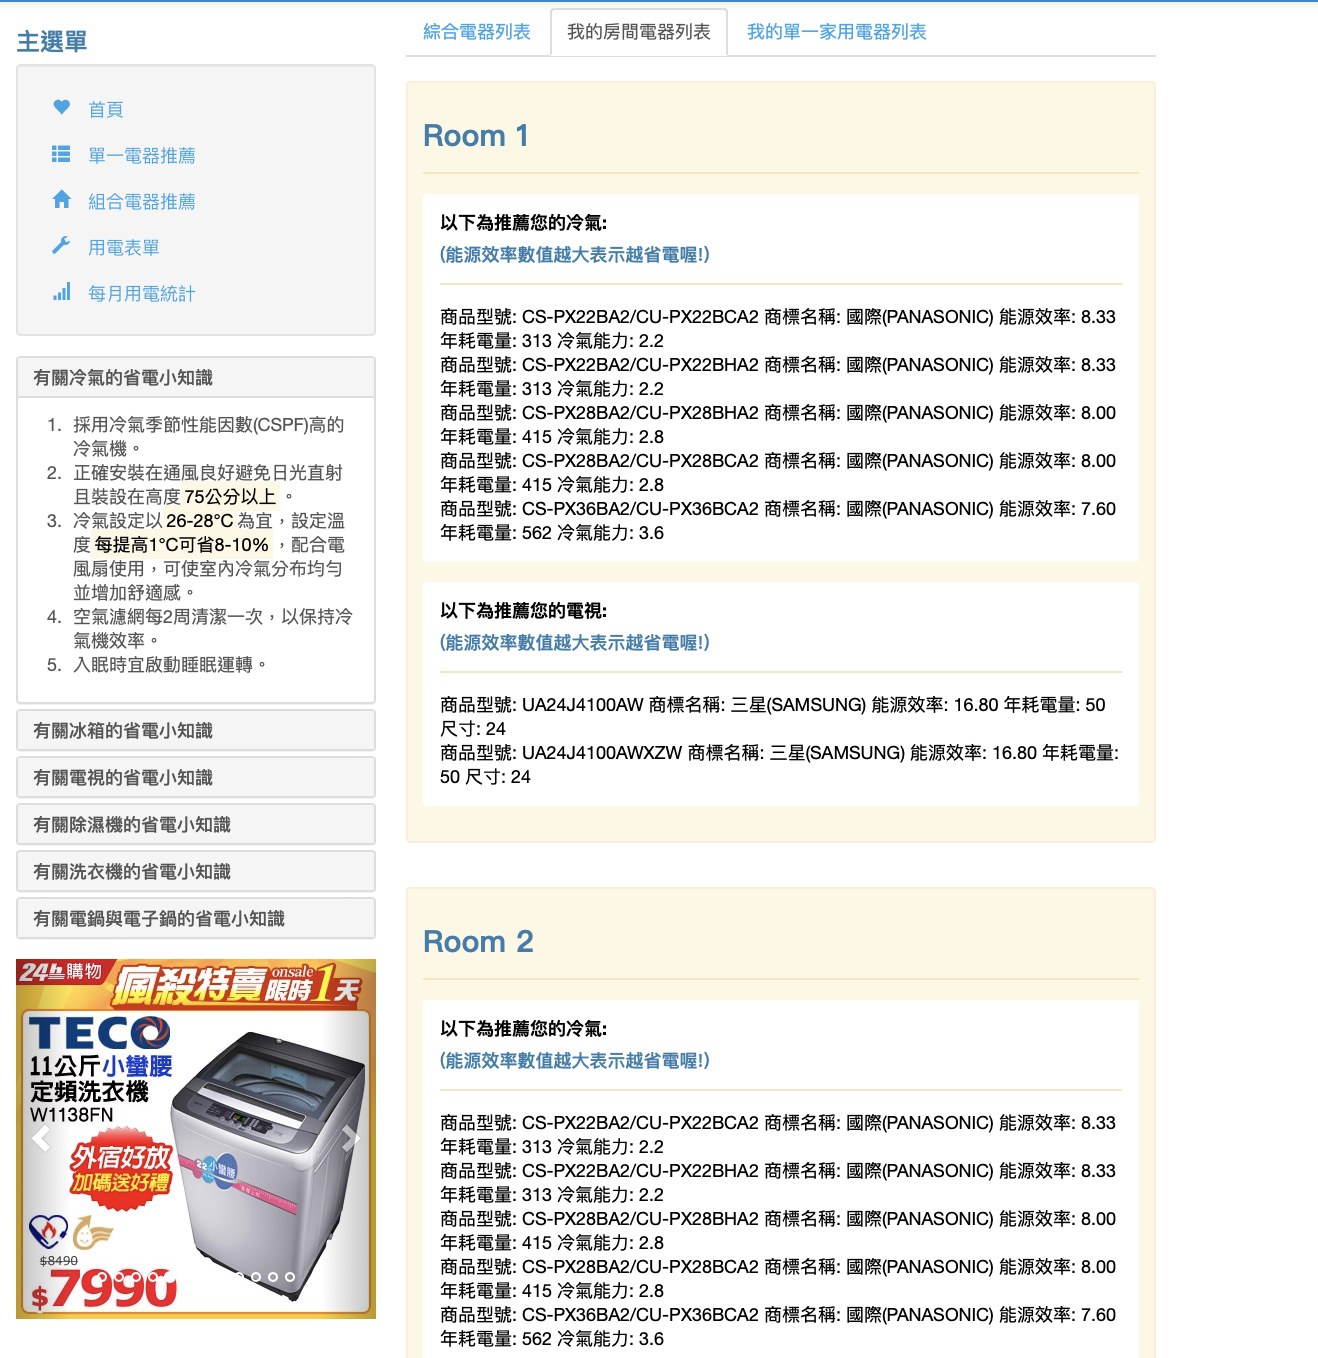 主選單
首頁
單一電器推薦
組合電器推薦
用電表單
每月用電統計
有關冷氣的省電小知識
1. 採用冷氣季節性能因數(CSPF)高的
冷氣機。
2. 正確安裝在通風良好避免日光直射
且裝設在高度 75公分以上 。
3. 冷氣設定以 26-28°C 為宜，設定溫
度 每提高1°C可省8-10% ，配合電
風扇使用，可使室內冷氣分布均勻
並增加舒適感。
4. 空氣濾網每2周清潔一次，以保持冷
氣機效率。
5. 入眠時宜啟動睡眠運轉。
有關冰箱的省電小知識
有關電視的省電小知識
有關除濕機的省電小知識
有關洗衣機的省電小知識
有關電鍋與電子鍋的省電小知識
24h購物
瘋殺特賣 onsale 限時1天
TECO
11公斤小蠻腰
定頻洗衣機
W1138FN
外宿好放
加碼送好禮
小蠻腰
$8490
$7990
綜合電器列表
我的房間電器列表
我的單一家用電器列表
Room 1
以下為推薦您的冷氣:
(能源效率數值越大表示越省電喔!)
商品型號: CS-PX22BA2/CU-PX22BCA2 商標名稱: 國際(PANASONIC) 能源效率: 8.33
年耗電量: 313 冷氣能力: 2.2
商品型號: CS-PX22BA2/CU-PX22BHA2 商標名稱: 國際(PANASONIC) 能源效率: 8.33
年耗電量: 313 冷氣能力: 2.2
商品型號: CS-PX28BA2/CU-PX28BHA2 商標名稱: 國際(PANASONIC) 能源效率: 8.00
年耗電量: 415 冷氣能力: 2.8
商品型號: CS-PX28BA2/CU-PX28BCA2 商標名稱: 國際(PANASONIC) 能源效率: 8.00
年耗電量: 415 冷氣能力: 2.8
商品型號: CS-PX36BA2/CU-PX36BCA2 商標名稱: 國際(PANASONIC) 能源效率: 7.60
年耗電量: 562 冷氣能力: 3.6
以下為推薦您的電視:
(能源效率數值越大表示越省電喔!)
商品型號: UA24J4100AW 商標名稱: 三星(SAMSUNG) 能源效率: 16.80 年耗電量: 50
尺寸: 24
商品型號: UA24J4100AWXZW 商標名稱: 三星(SAMSUNG) 能源效率: 16.80 年耗電量:
50 尺寸: 24
Room 2
以下為推薦您的冷氣:
(能源效率數值越大表示越省電喔!)
商品型號: CS-PX22BA2/CU-PX22BCA2 商標名稱: 國際(PANASONIC) 能源效率: 8.33
年耗電量: 313 冷氣能力: 2.2
商品型號: CS-PX22BA2/CU-PX22BHA2 商標名稱: 國際(PANASONIC) 能源效率: 8.33
年耗電量: 313 冷氣能力: 2.2
商品型號: CS-PX28BA2/CU-PX28BHA2 商標名稱: 國際(PANASONIC) 能源效率: 8.00
年耗電量: 415 冷氣能力: 2.8
商品型號: CS-PX28BA2/CU-PX28BCA2 商標名稱: 國際(PANASONIC) 能源效率: 8.00
年耗電量: 415 冷氣能力: 2.8
商品型號: CS-PX36BA2/CU-PX36BCA2 商標名稱: 國際(PANASONIC) 能源效率: 7.60
年耗電量: 562 冷氣能力: 3.6